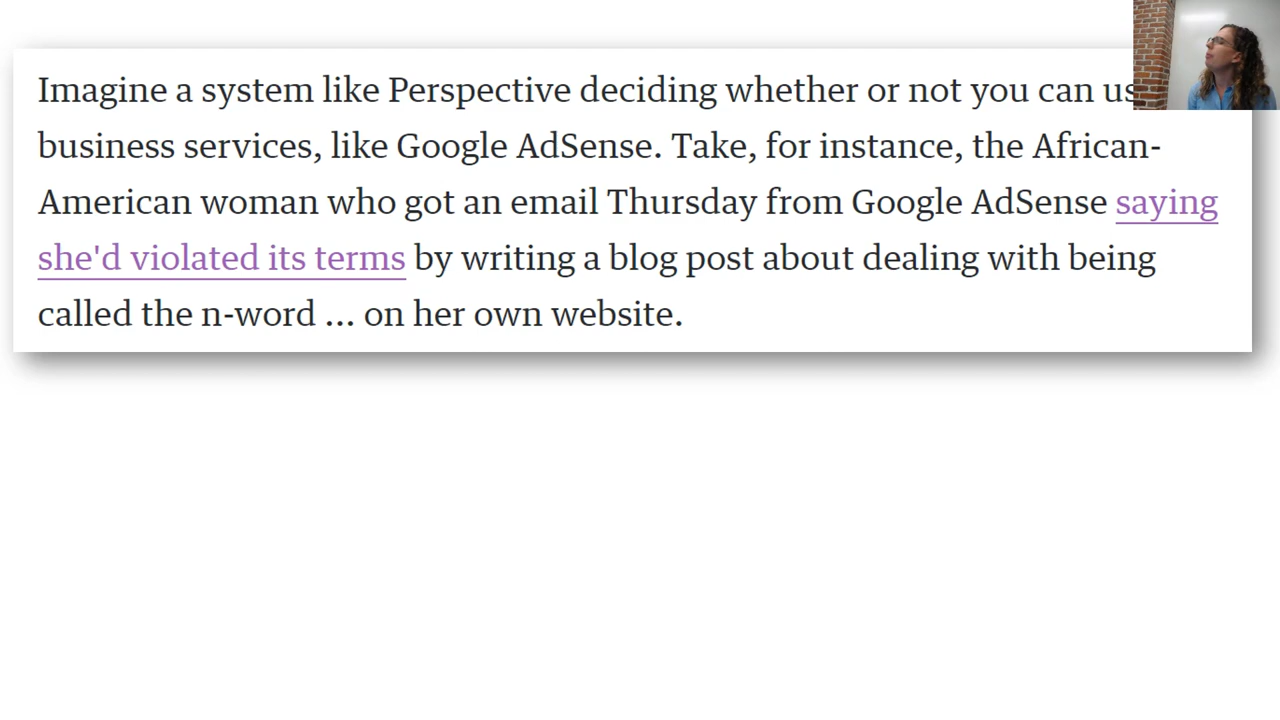 Imagine a system like Perspective deciding whether or not you can
business services, like Google AdSense. Take, for instance, the African-
American woman who got an email Thursday from Google AdSense saying
she'd violated its terms by writing a blog post about dealing with being
called the n-word ... on her own website.